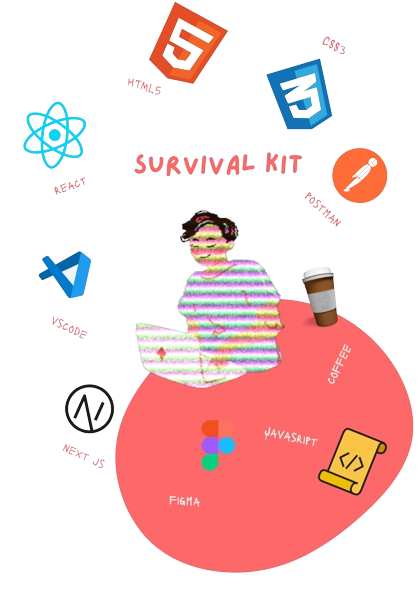 CSS3
HTML5
SURVIVAL KIT
REACT
POSTMAN
VSCODE
COFFEE
JAVASRIPT
NEXT JS
FIGMA